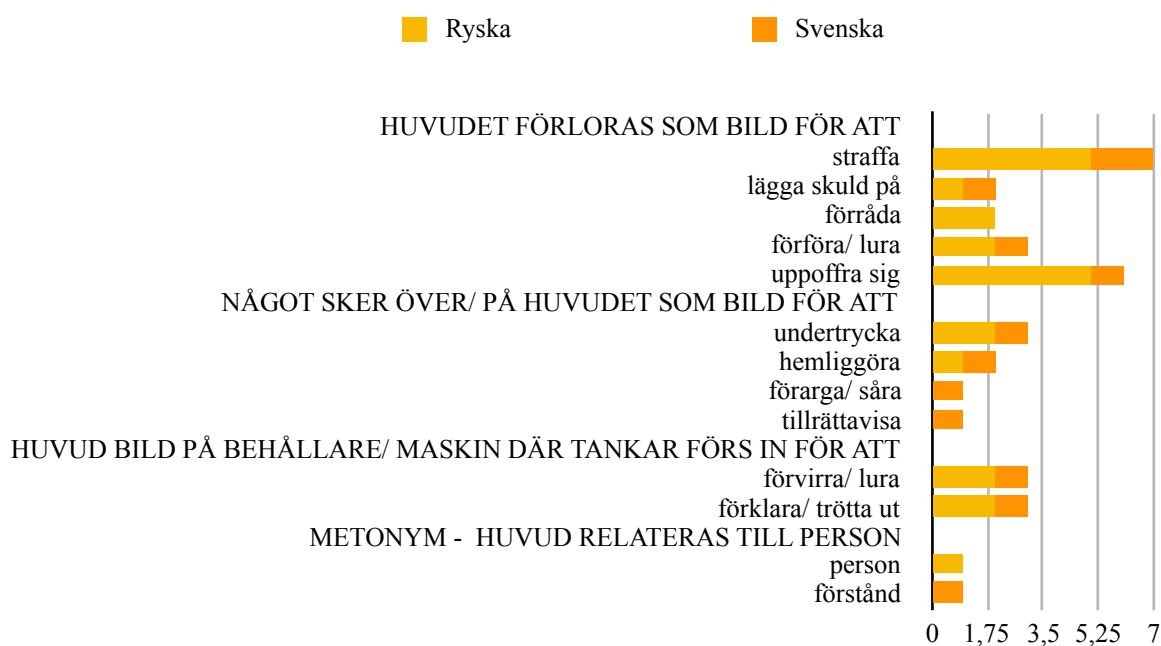 Ryska Svenska
HUVUDET FÖRLORAS SOM BILD FÖR ATT
straffa
lägga skuld på
förråda
förföra/ lura
uppoffra sig
NÅGOT SKER ÖVER/ PÅ HUVUDET SOM BILD FÖR ATT
undertrycka
hemliggöra
förarga/ såra
tillrättavisa
HUVUD BILD PÅ BEHÅLLARE/ MASKIN DÄR TANKAR FÖRS IN FÖR ATT
förvirra/ lura
förklara/ trötta ut
METONYM - HUVUD RELATERAS TILL PERSON
person
förstånd
0 1,75 3,5 5,25 7